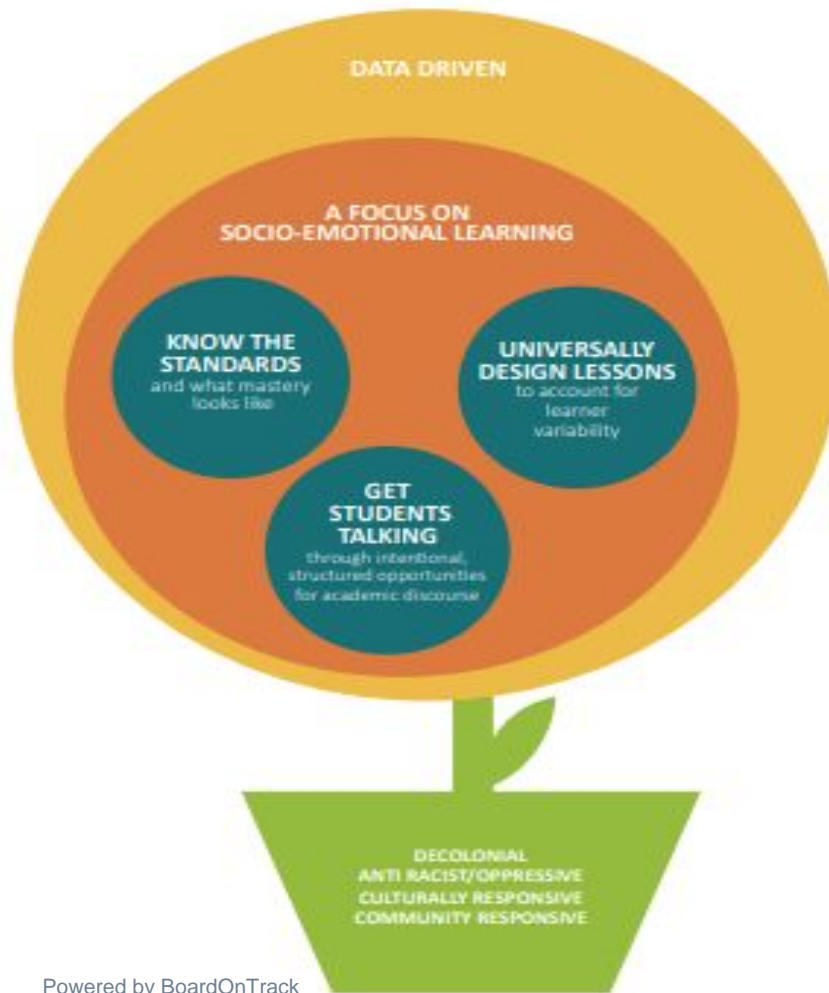 DATA DRIVEN
A FOCUS ON
SOCIO-EMOTIONAL LEARNING
KNOW THE
STANDARDS
and what mastery
looks like
UNIVERSALLY
DESIGN LESSONS
to account for
learner
variability
GET
STUDENTS
TALKING
through intentional,
structured opportunities
for academic discourse
DECOLONIAL
ANTI RACIST/OPPRESSIVE
CULTURALLY RESPONSIVE
COMMUNITY RESPONSIVE
Powered by BoardOnTrack